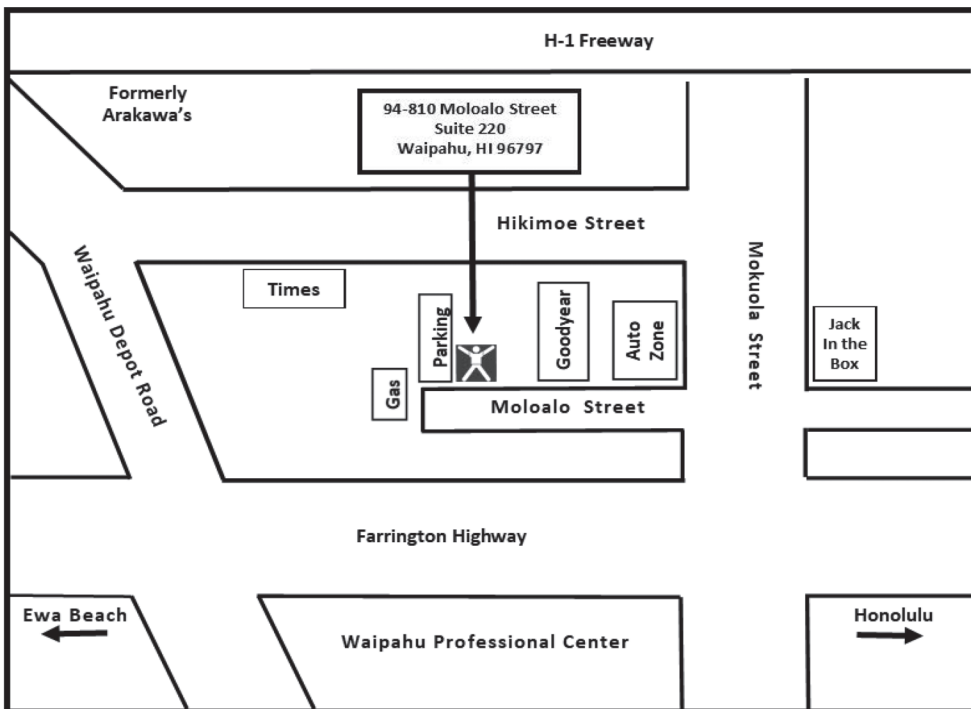 H-1 Freeway
Formerly
Arakawa's
94-810 Moloalo Street
Suite 220
Waipahu, HI 96797
Hikimoe Street
Waipahu Depot Road
Times
Parking
Goodyear
Auto
Zone
Mokuola Street
Jack
In the
Box
Gas
Moloalo Street
Farrington Highway
Ewa Beach
Waipahu Professional Center
Honolulu